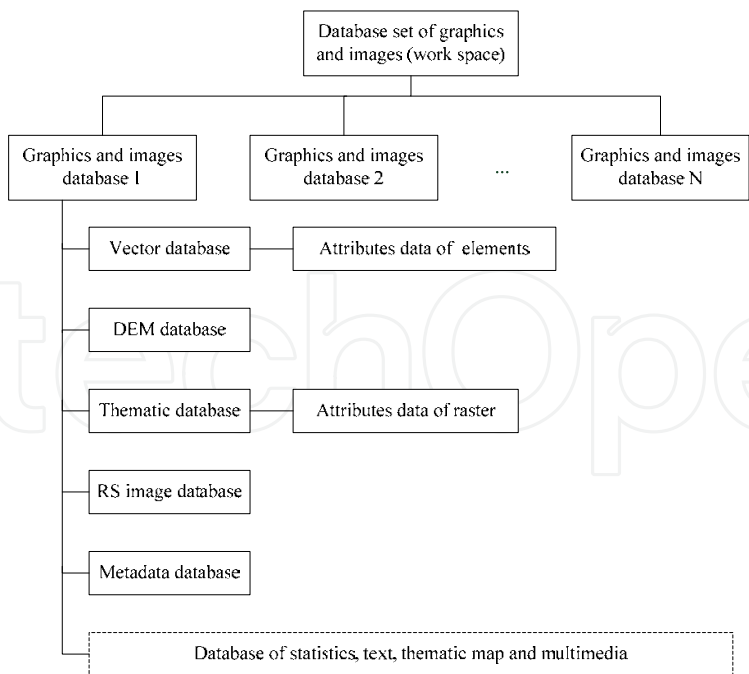 Database set of graphics
and images (work space)
Graphics and images
database 1
Graphics and images
database 2
...
Graphics and images
database N
Vector database
Attributes data of elements
DEM database
Thematic database
Attributes data of raster
RS image database
Metadata database
Database of statistics, text, thematic map and multimedia
techOpe